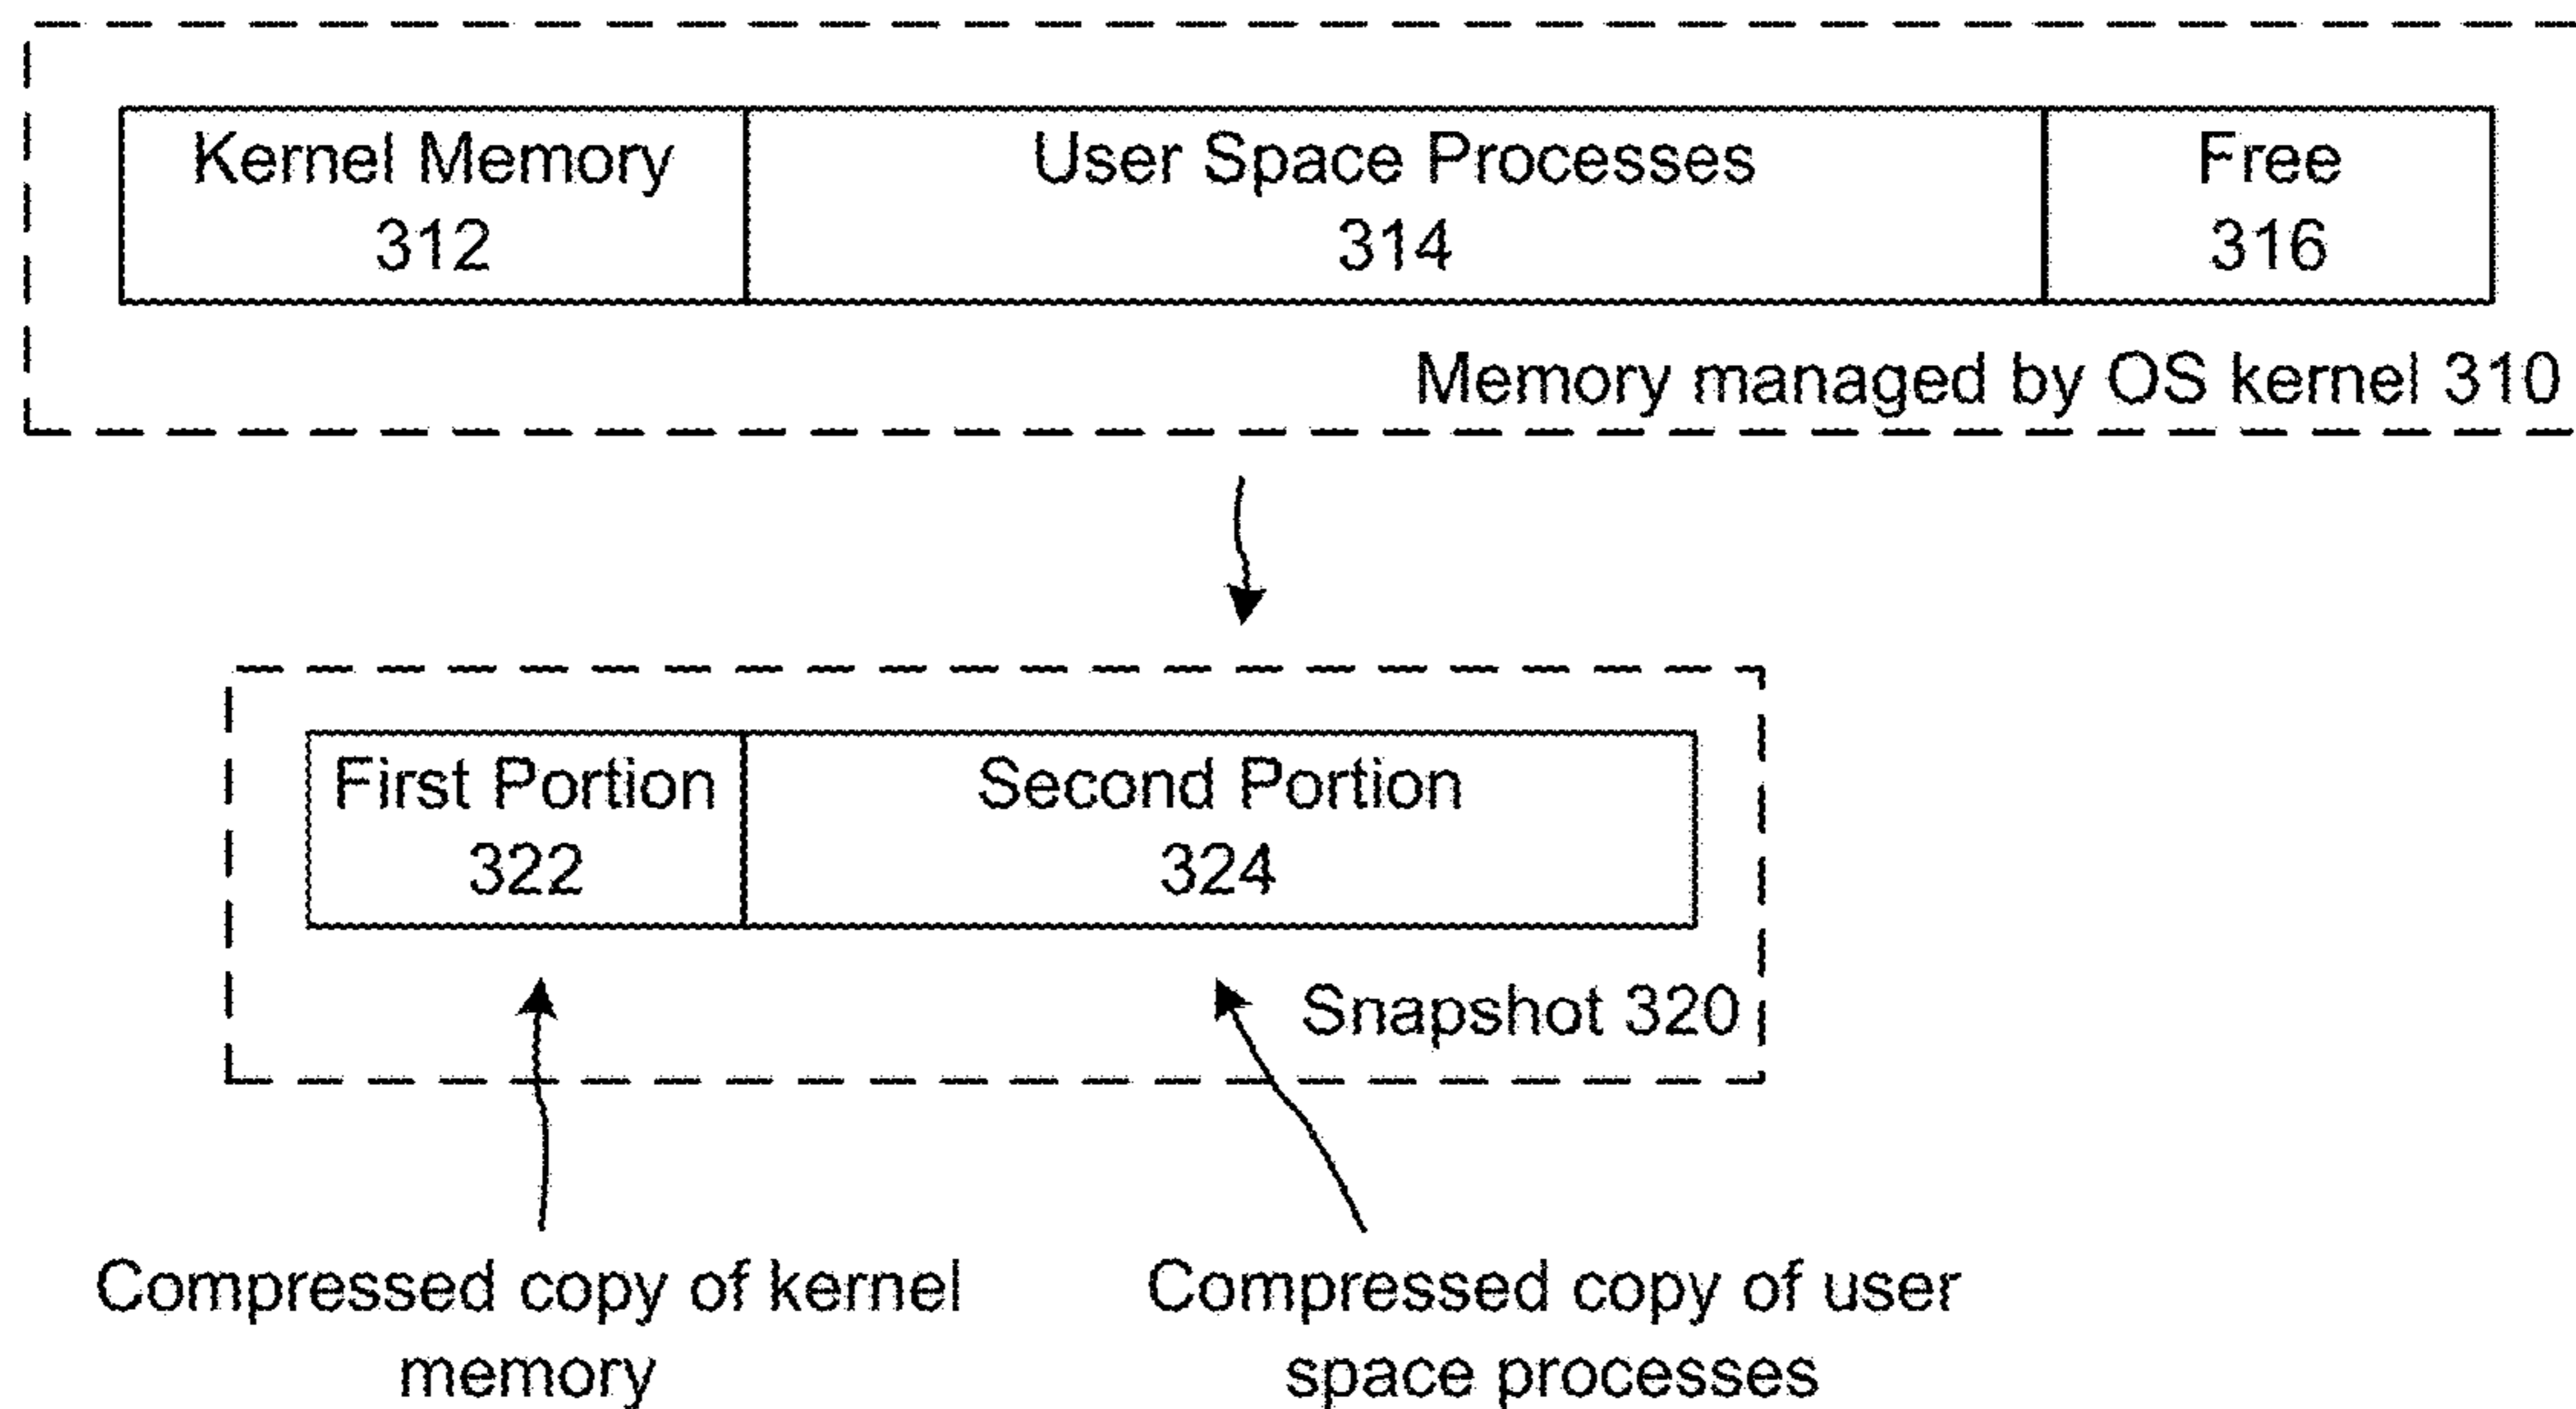 Kernel Memory
312
User Space Processes
314
Free
316
Memory managed by OS kernel 310
First Portion
322
Second Portion
324
Snapshot 320
Compressed copy of kernel
memory
Compressed copy of user
space processes